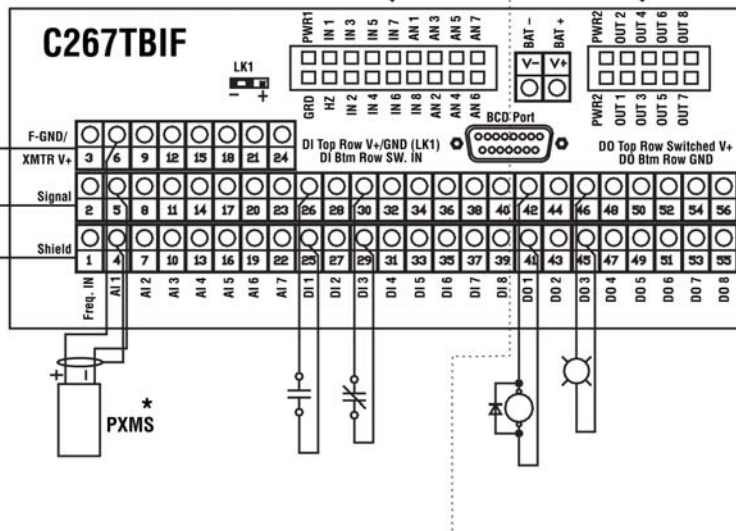 C267TBIF
LK1
- +
PWR1 IN 1 IN 3 IN 5 IN 7 AN 1 AN 3 AN 5 AN 7
GRD HZ IN 2 IN 4 IN 6 IN 8 AN 2 AN 4 AN 6
BAT - BAT +
V- V+
PWR2 OUT 2 OUT 4 OUT 6 OUT 8
PWR2 OUT 1 OUT 3 OUT 5 OUT 7
BCD Port
DI Top Row V+/GND (LK1)
DI Btm Row SW. IN
DO Top Row Switched V+
DO Btm Row GND
F-GND/
XMTR V+
3 6 9 12 15 18 21 24
Signal
2 5 8 11 14 17 20 23 26 28 30 32 34 36 38 40 42 44 46 48 50 52 54 56
Shield
1 4 7 10 13 16 19 22 25 27 29 31 33 35 37 39 41 43 45 47 49 51 53 55
Freq. IN AI 1 AI 2 AI 3 AI 4 AI 5 AI 6 AI 7 DI 1 DI 2 DI 3 DI 4 DI 5 DI 6 DI 7 DI 8 DO 1 DO 2 DO 3 DO 4 DO 5 DO 6 DO 7 DO 8
+ -
*
PXMS